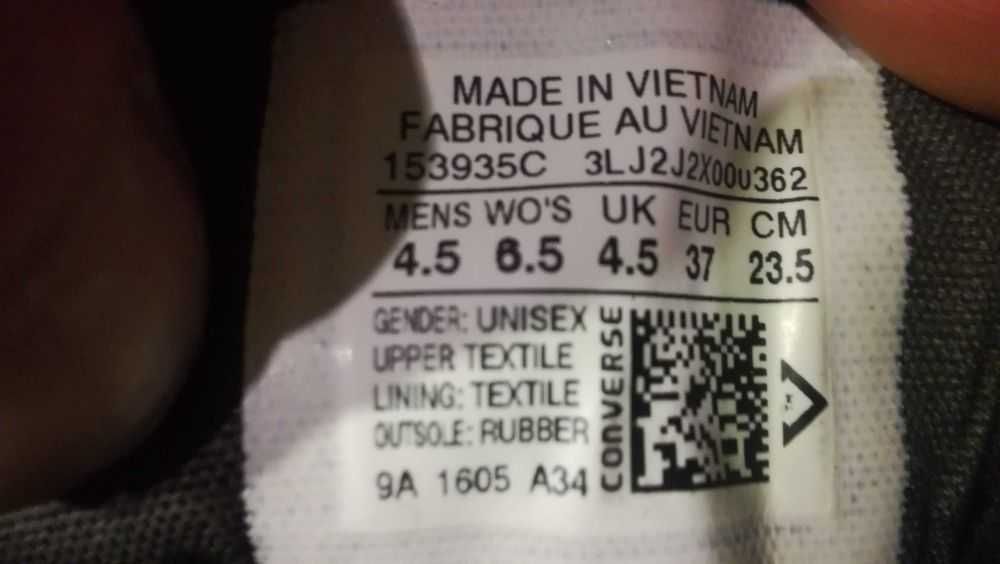 MADE IN VIETNAM
FABRIQUE AU VIETNAM
153935C 3LJ2J2X00U362
MENS WO'S UK EUR CM
4.5 6.5 4.5 37 23.5
GENDER: UNISEX
UPPER TEXTILE
LINING: TEXTILE
OUTSOLE: RUBBER
9A 1605 A34
CONVERSE
TM